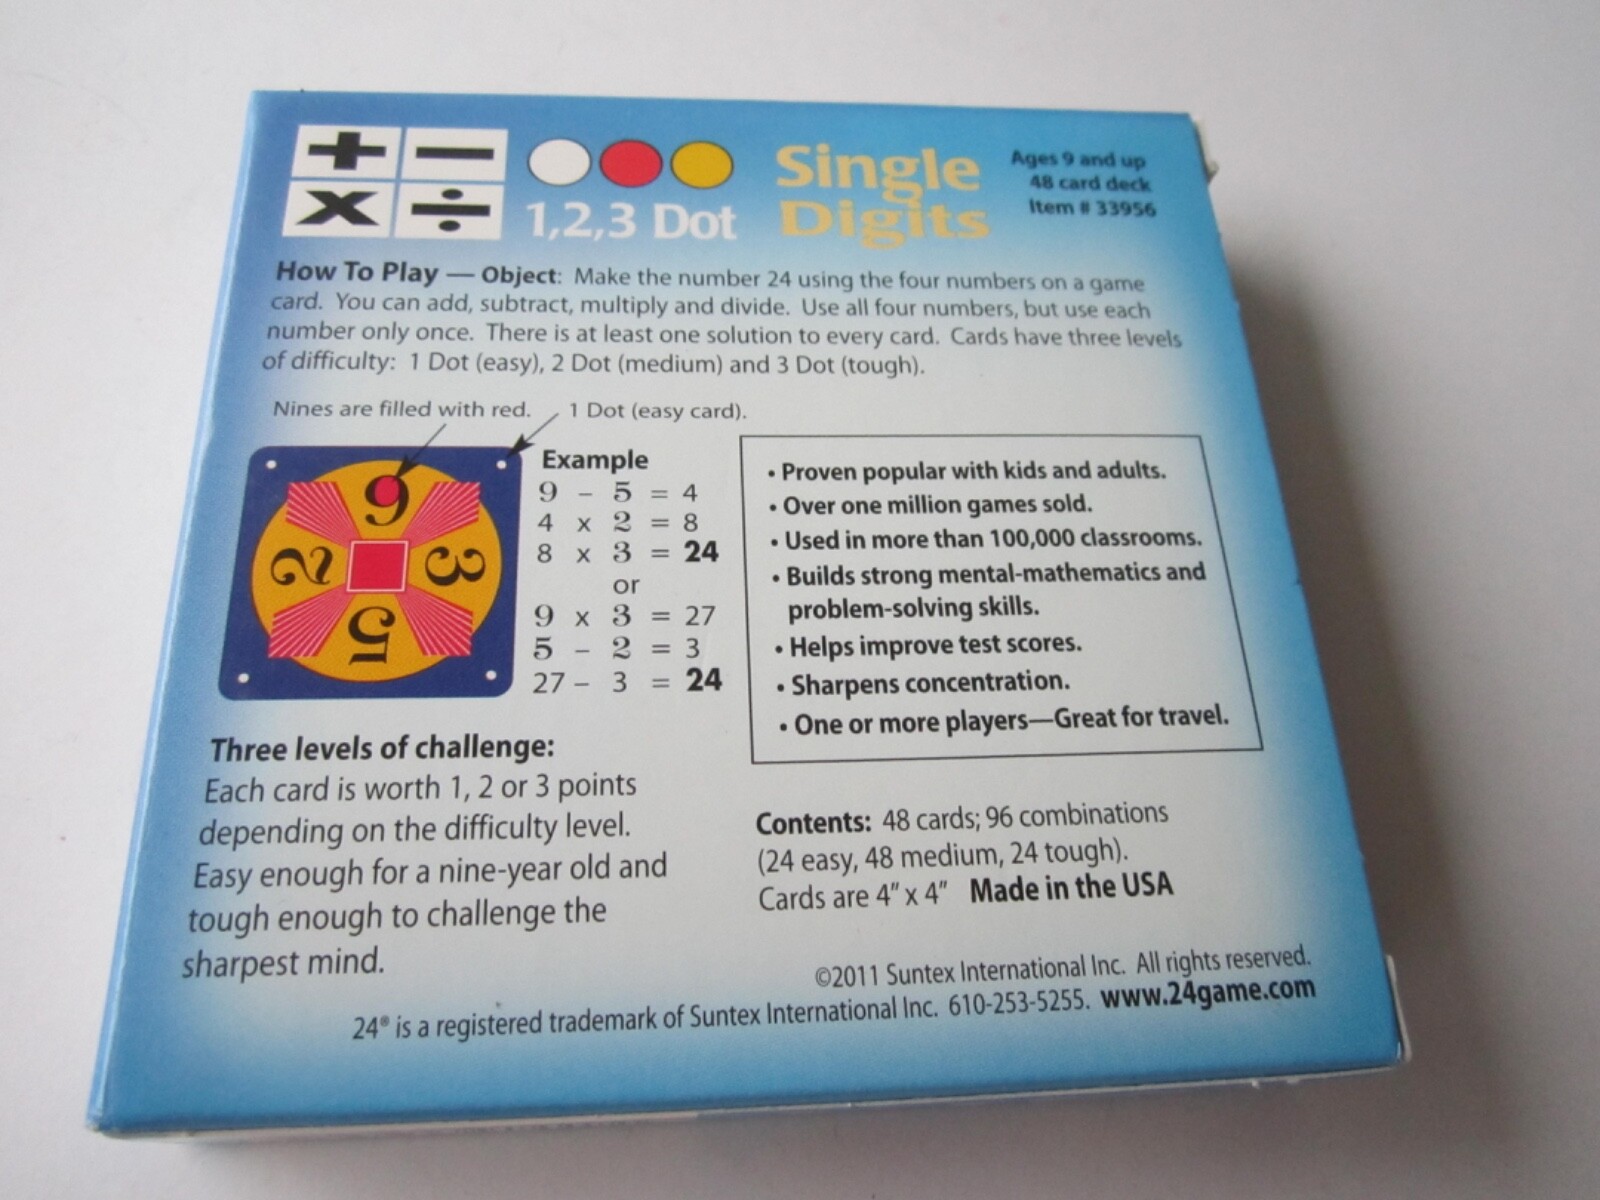 + −
x ÷
1,2,3 Dot
Single
Digits
Ages 9 and up
48 card deck
Item # 33956
How To Play — Object: Make the number 24 using the four numbers on a game
card. You can add, subtract, multiply and divide. Use all four numbers, but use each
number only once. There is at least one solution to every card. Cards have three levels
of difficulty: 1 Dot (easy), 2 Dot (medium) and 3 Dot (tough).
Nines are filled with red. 1 Dot (easy card).
9
2 3
5
Example
9 − 5 = 4
4 x 2 = 8
8 x 3 = 24
or
9 x 3 = 27
5 − 2 = 3
27 − 3 = 24
• Proven popular with kids and adults.
• Over one million games sold.
• Used in more than 100,000 classrooms.
• Builds strong mental-mathematics and
problem-solving skills.
• Helps improve test scores.
• Sharpens concentration.
• One or more players—Great for travel.
Three levels of challenge:
Each card is worth 1, 2 or 3 points
depending on the difficulty level.
Easy enough for a nine-year old and
tough enough to challenge the
sharpest mind.
Contents: 48 cards; 96 combinations
(24 easy, 48 medium, 24 tough).
Cards are 4" x 4" Made in the USA
©2011 Suntex International Inc. All rights reserved.
24® is a registered trademark of Suntex International Inc. 610-253-5255. www.24game.com